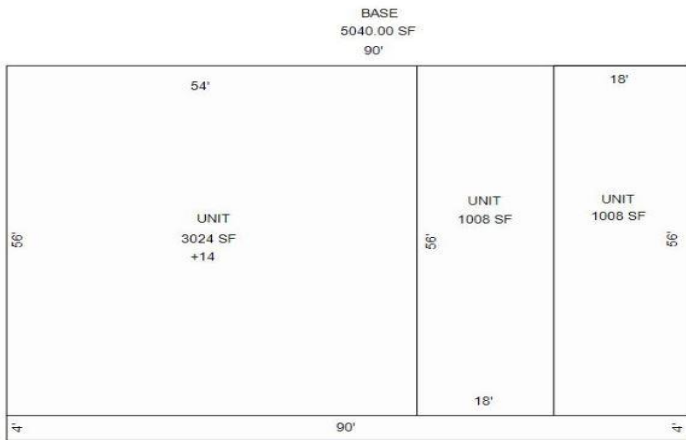 BASE
5040.00 SF
90'
54'
18'
UNIT
3024 SF
+14
UNIT
1008 SF
UNIT
1008 SF
56'
56'
56'
18'
4'
90'
4'